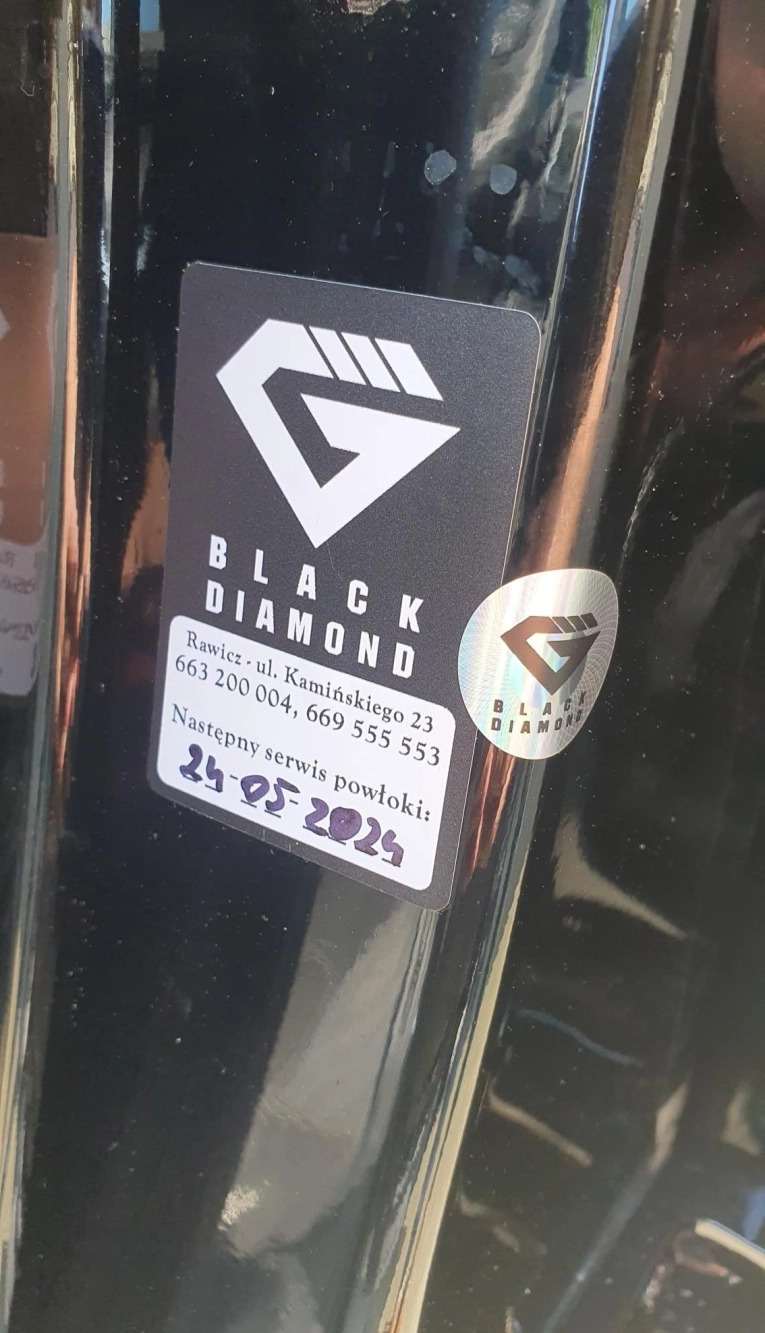 BLACK
DIAMOND
Rawicz - ul. Kamińskiego 23
663 200 004, 669 555 553
Następny serwis powłoki:
24-05-2024
BLACK
DIAMOND